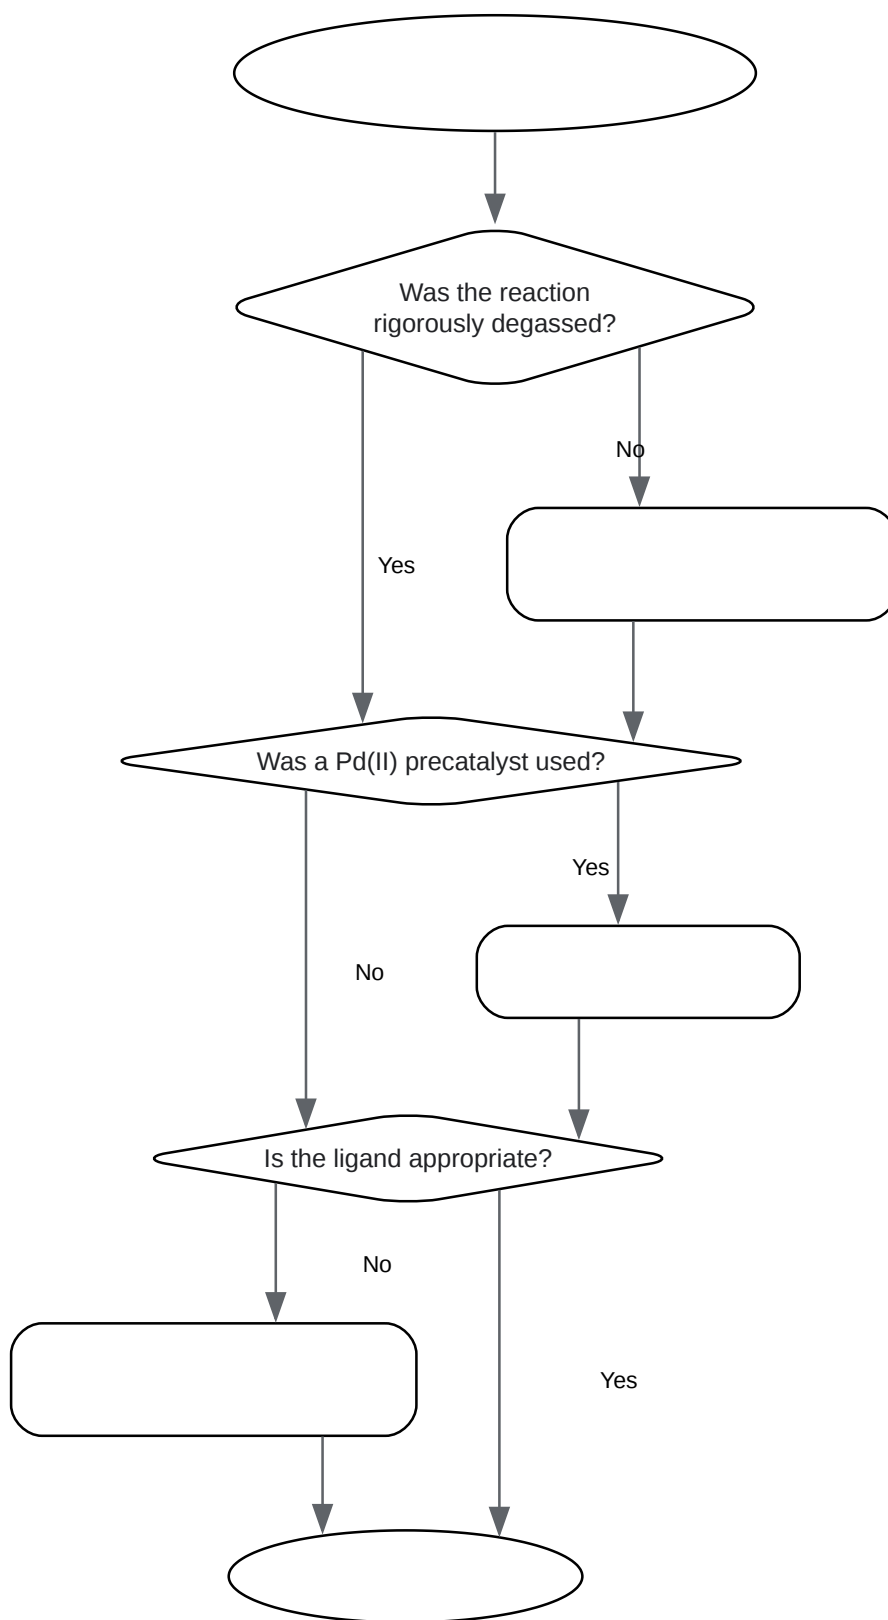 Was the reaction
rigorously degassed?
No
Yes
Was a Pd(II) precatalyst used?
Yes
No
Is the ligand appropriate?
No
Yes